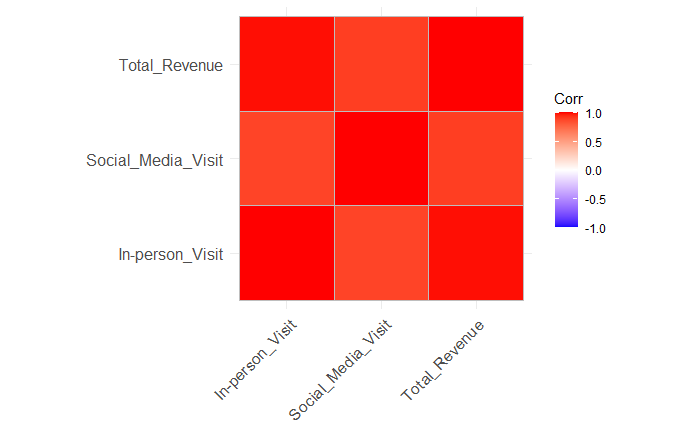 Total_Revenue
Social_Media_Visit
In-person_Visit
In-person_Visit
Social_Media_Visit
Total_Revenue
Corr
1.0
0.5
0.0
-0.5
-1.0